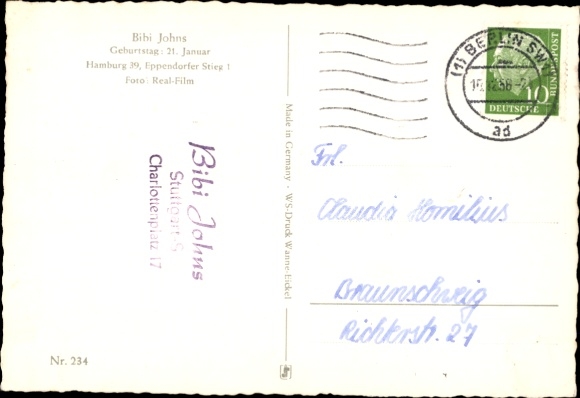 Bibi Johns
Geburtstag: 21. Januar
Hamburg 39, Eppendorfer Stieg 1
Foto: Real-Film
Bibi Johns
Stuttgart-S
Charlottenplatz 17
Nr. 234
Made in Germany · WS-Druck Wanne-Eickel
(1) BERLIN SW
ad
10
DEUTSCHE
BUNDESPOST
Frl.
Claudia Homilius
Braunschweig
Richterstr. 27